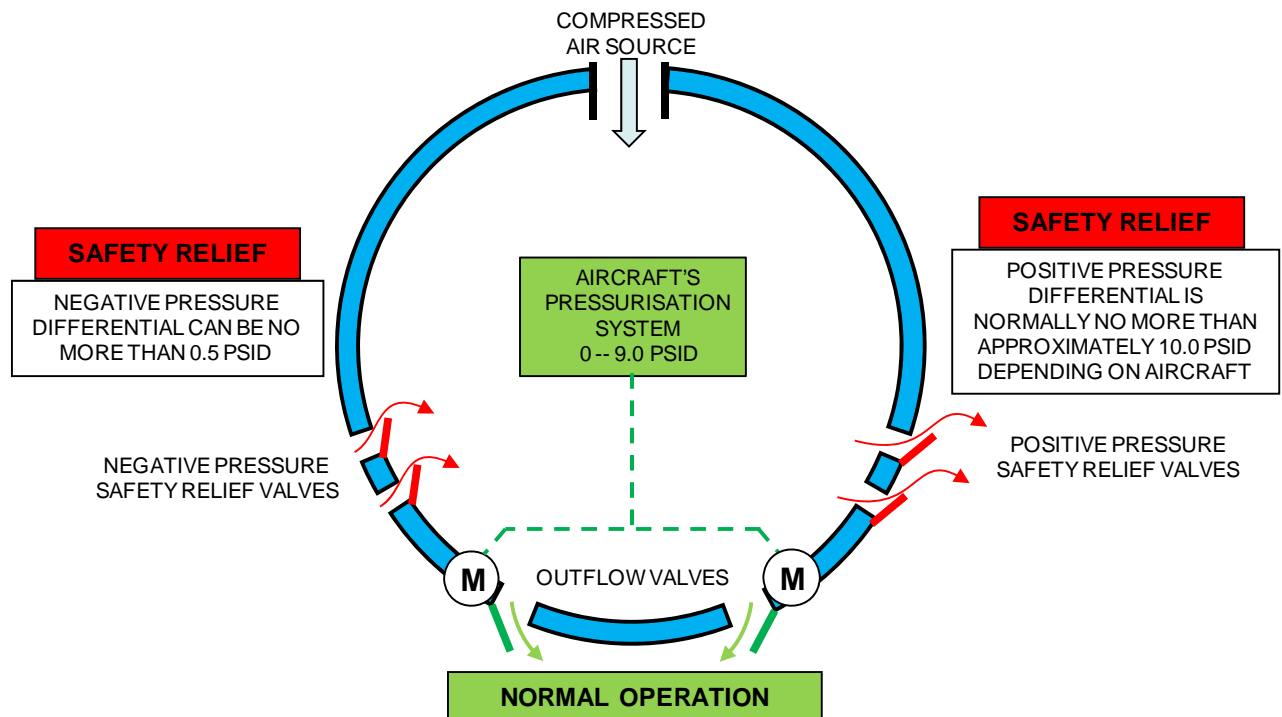 COMPRESSED
AIR SOURCE
SAFETY RELIEF
NEGATIVE PRESSURE
DIFFERENTIAL CAN BE NO
MORE THAN 0.5 PSID
AIRCRAFT'S
PRESSURISATION
SYSTEM
0 -- 9.0 PSID
SAFETY RELIEF
POSITIVE PRESSURE
DIFFERENTIAL IS
NORMALLY NO MORE THAN
APPROXIMATELY 10.0 PSID
DEPENDING ON AIRCRAFT
NEGATIVE PRESSURE
SAFETY RELIEF VALVES
POSITIVE PRESSURE
SAFETY RELIEF VALVES
M
OUTFLOW VALVES
M
NORMAL OPERATION